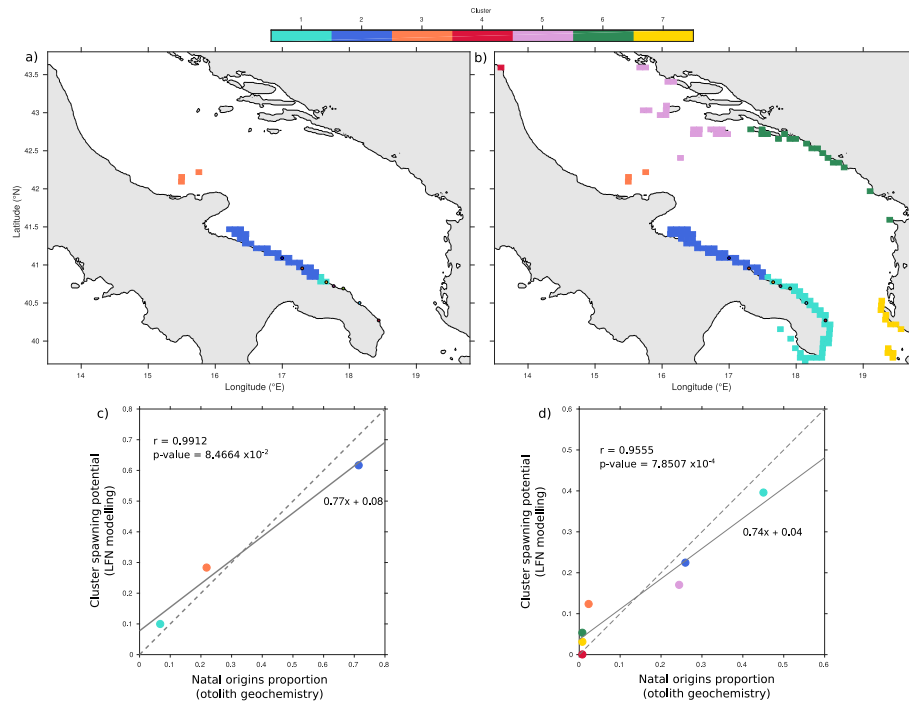 Cluster
1 2 3 4 5 6 7
a)
b)
43.5
43
42.5
42
41.5
41
40.5
40
Latitude (°N)
14 15 16 17 18 19
14 15 16 17 18 19
Longitude (°E)
Longitude (°E)
c)
0.8
0.7
0.6
0.5
0.4
0.3
0.2
0.1
0
r = 0.9912
p-value = 8.4664 x10-2
0.77x + 0.08
Cluster spawning potential
(LFN modelling)
0 0.1 0.2 0.3 0.4 0.5 0.6 0.7 0.8
Natal origins proportion
(otolith geochemistry)
d)
0.6
0.5
0.4
0.3
0.2
0.1
0
r = 0.9555
p-value = 7.8507 x10-4
0.74x + 0.04
Cluster spawning potential
(LFN modelling)
0 0.1 0.2 0.3 0.4 0.5 0.6
Natal origins proportion
(otolith geochemistry)